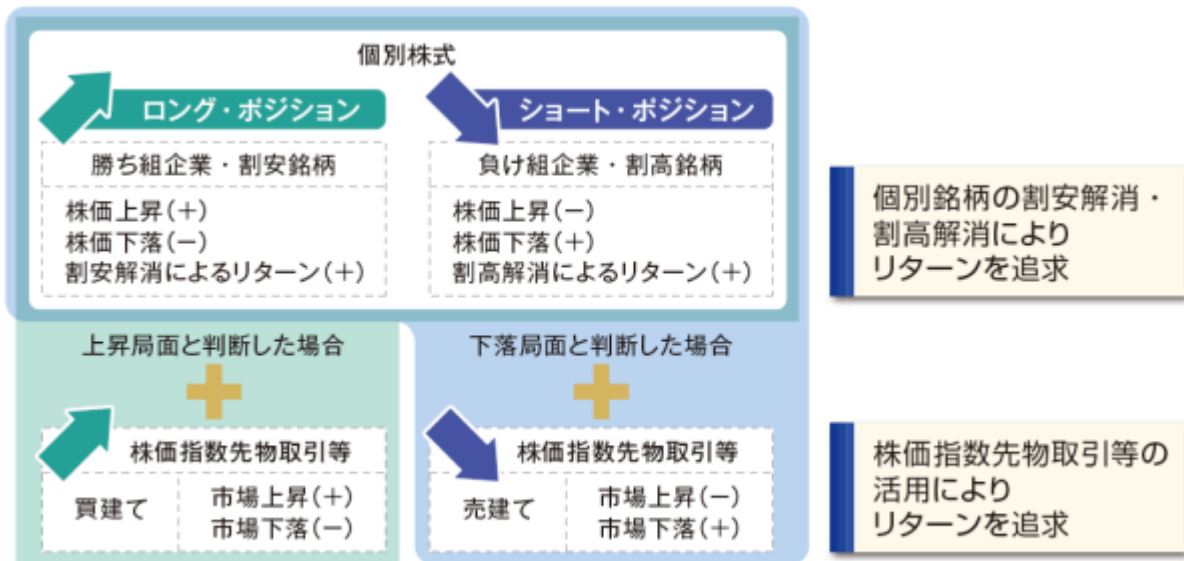 個別株式
ロング・ポジション
勝ち組企業・割安銘柄
株価上昇(+)
株価下落(−)
割安解消によるリターン(+)
ショート・ポジション
負け組企業・割高銘柄
株価上昇(−)
株価下落(+)
割高解消によるリターン(+)
個別銘柄の割安解消・
割高解消により
リターンを追求
上昇局面と判断した場合
株価指数先物取引等
買建て
市場上昇(+)
市場下落(−)
下落局面と判断した場合
株価指数先物取引等
売建て
市場上昇(−)
市場下落(+)
株価指数先物取引等の
活用により
リターンを追求